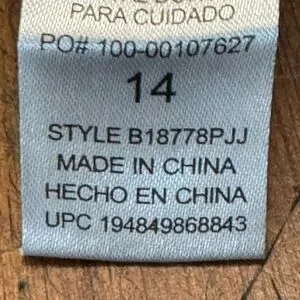 PARA CUIDADO
PO# 100-00107627
14
STYLE B18778PJJ
MADE IN CHINA
HECHO EN CHINA
UPC 194849868843